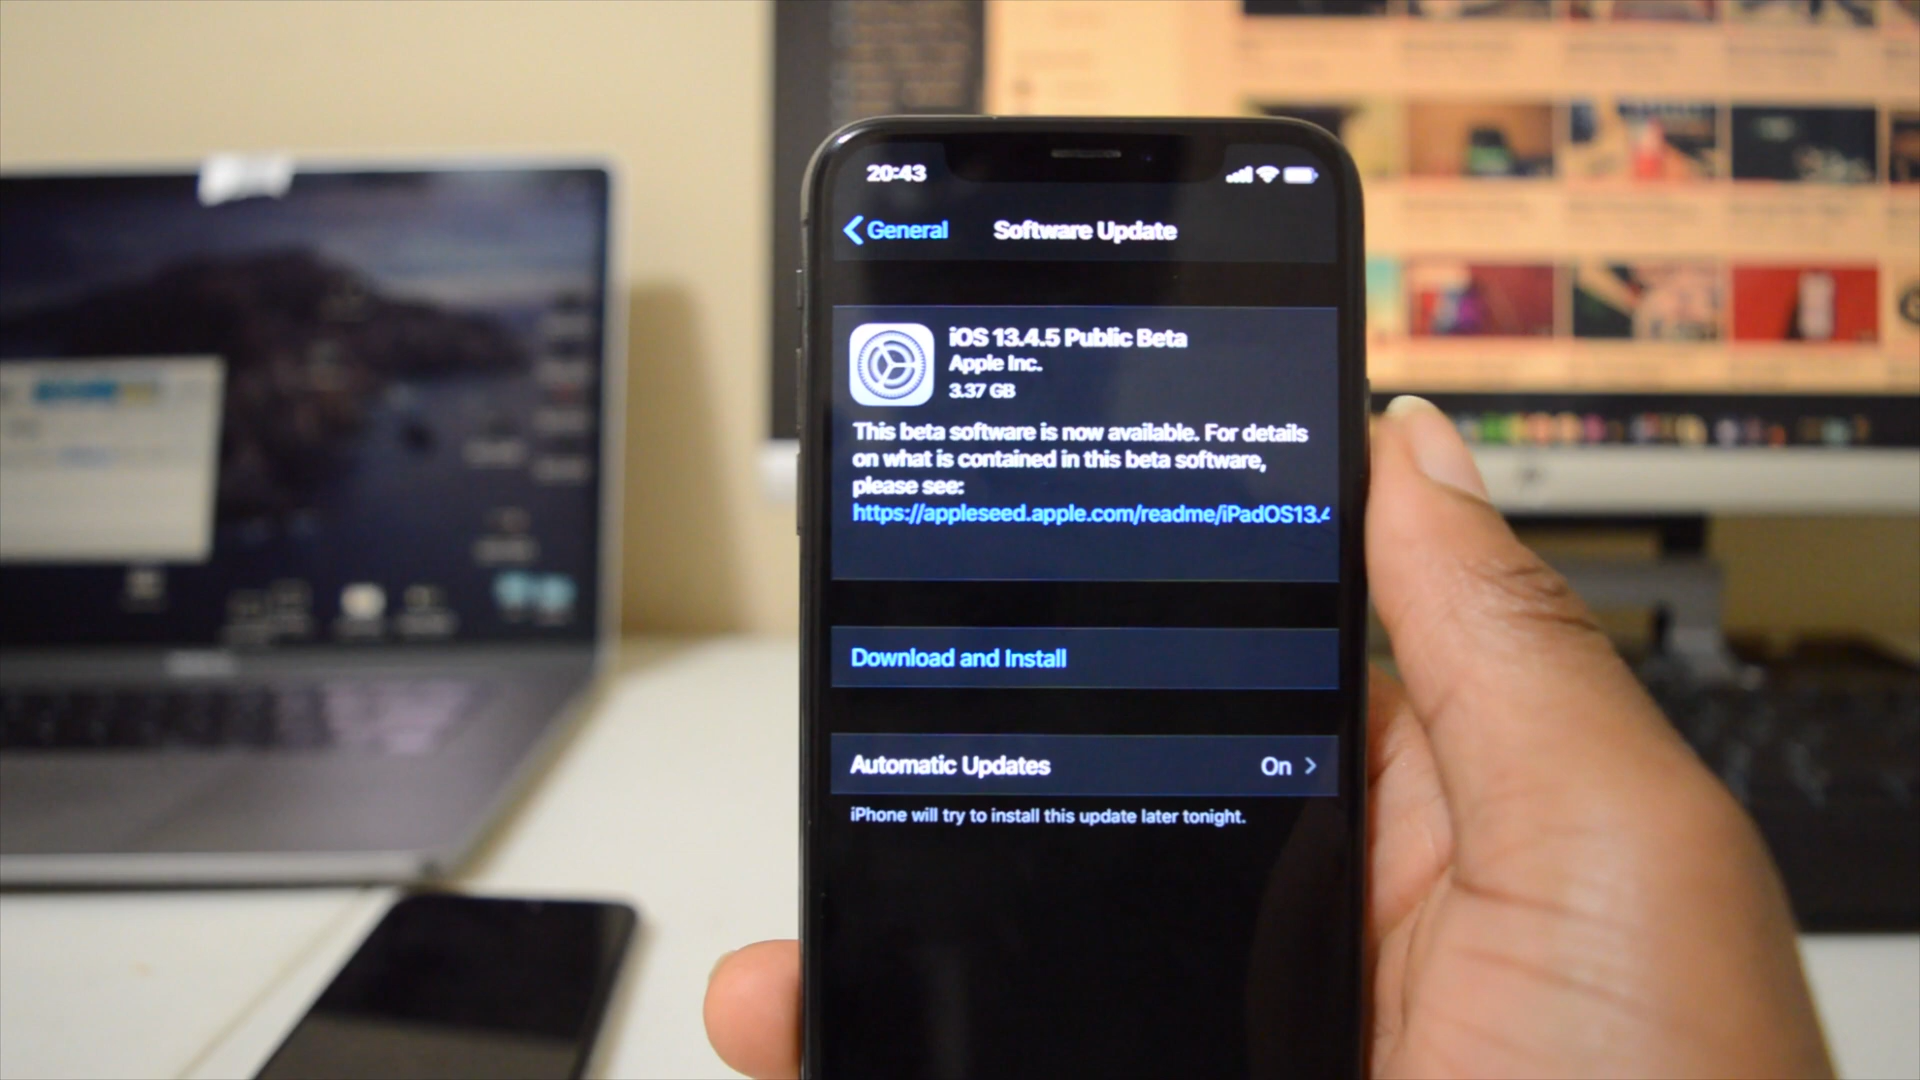 20:43
General Software Update
iOS 13.4.5 Public Beta
Apple Inc.
3.37 GB
This beta software is now available. For details
on what is contained in this beta software,
please see:
https://appleseed.apple.com/readme/iPadOS13.4
Download and Install
Automatic Updates On
iPhone will try to install this update later tonight.